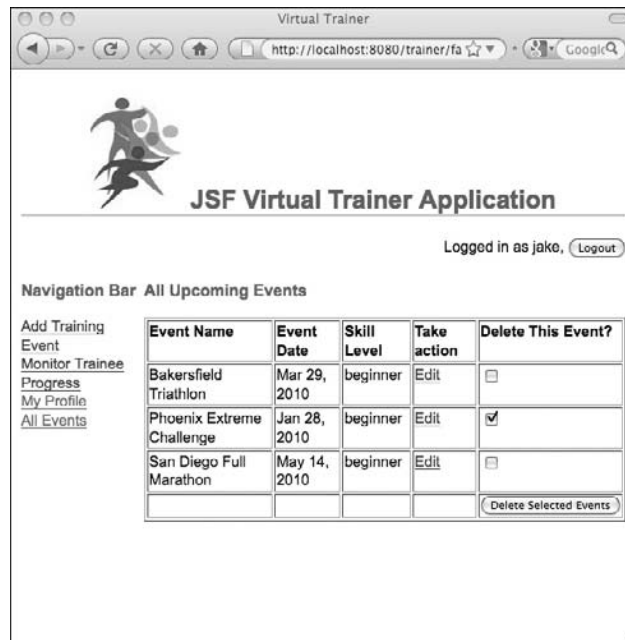 Virtual Trainer
http://localhost:8080/trainer/fa
Google
JSF Virtual Trainer Application
Logged in as jake, Logout
Navigation Bar
Add Training
Event
Monitor Trainee
Progress
My Profile
All Events
All Upcoming Events
Event Name Event Date Skill Level Take action Delete This Event?
Bakersfield Triathlon Mar 29, 2010 beginner Edit
Phoenix Extreme Challenge Jan 28, 2010 beginner Edit
San Diego Full Marathon May 14, 2010 beginner Edit
Delete Selected Events